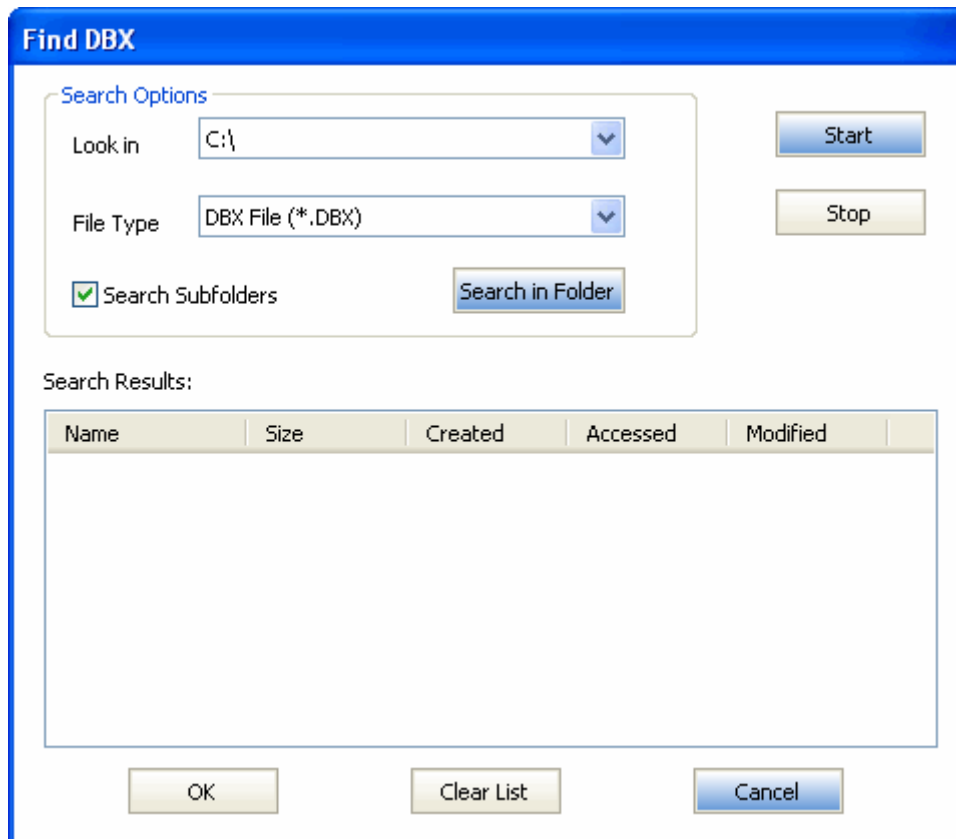 Find DBX
Search Options
Look in
C:\
Start
File Type
DBX File (*.DBX)
Stop
Search Subfolders
Search in Folder
Search Results:
Name Size Created Accessed Modified
OK Clear List Cancel